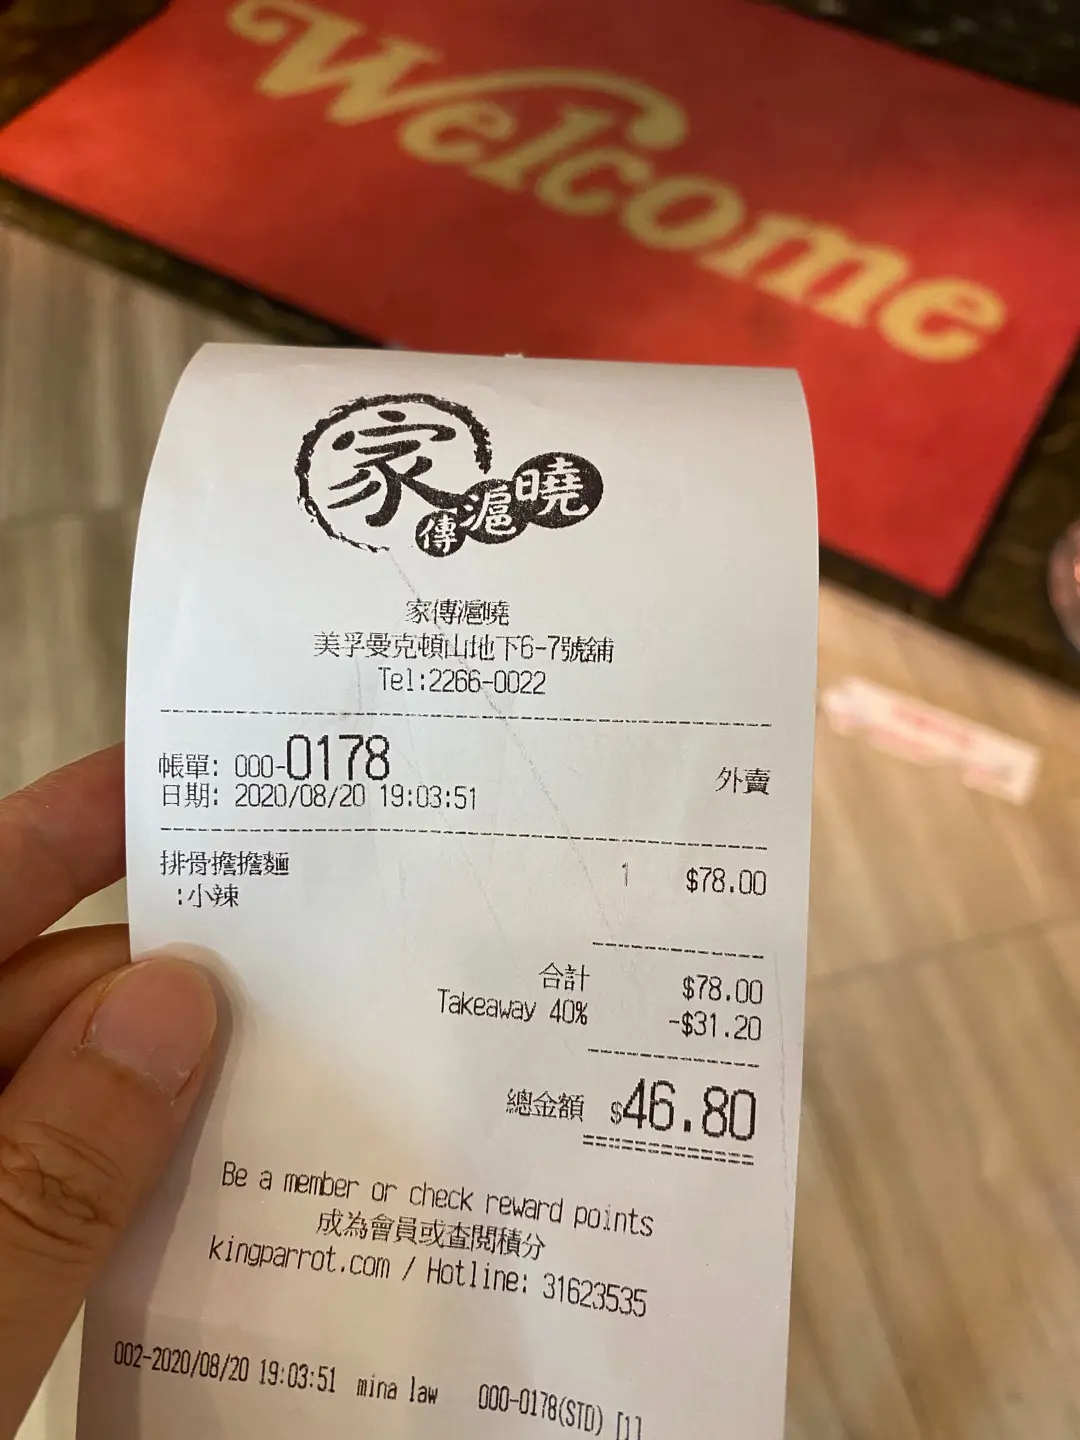 Welcome
家傳滬曉
家傳滬曉
美孚曼克頓山地下6-7號舖
Tel:2266-0022
帳單: 000-0178 外賣
日期: 2020/08/20 19:03:51
排骨擔擔麵 1 $78.00
:小辣
合計 $78.00
Takeaway 40% -$31.20
總金額 $46.80
Be a member or check reward points
成為會員或查閱積分
kingparrot.com / Hotline: 31623535
002-2020/08/20 19:03:51 mina law 000-0178(STD) [1]